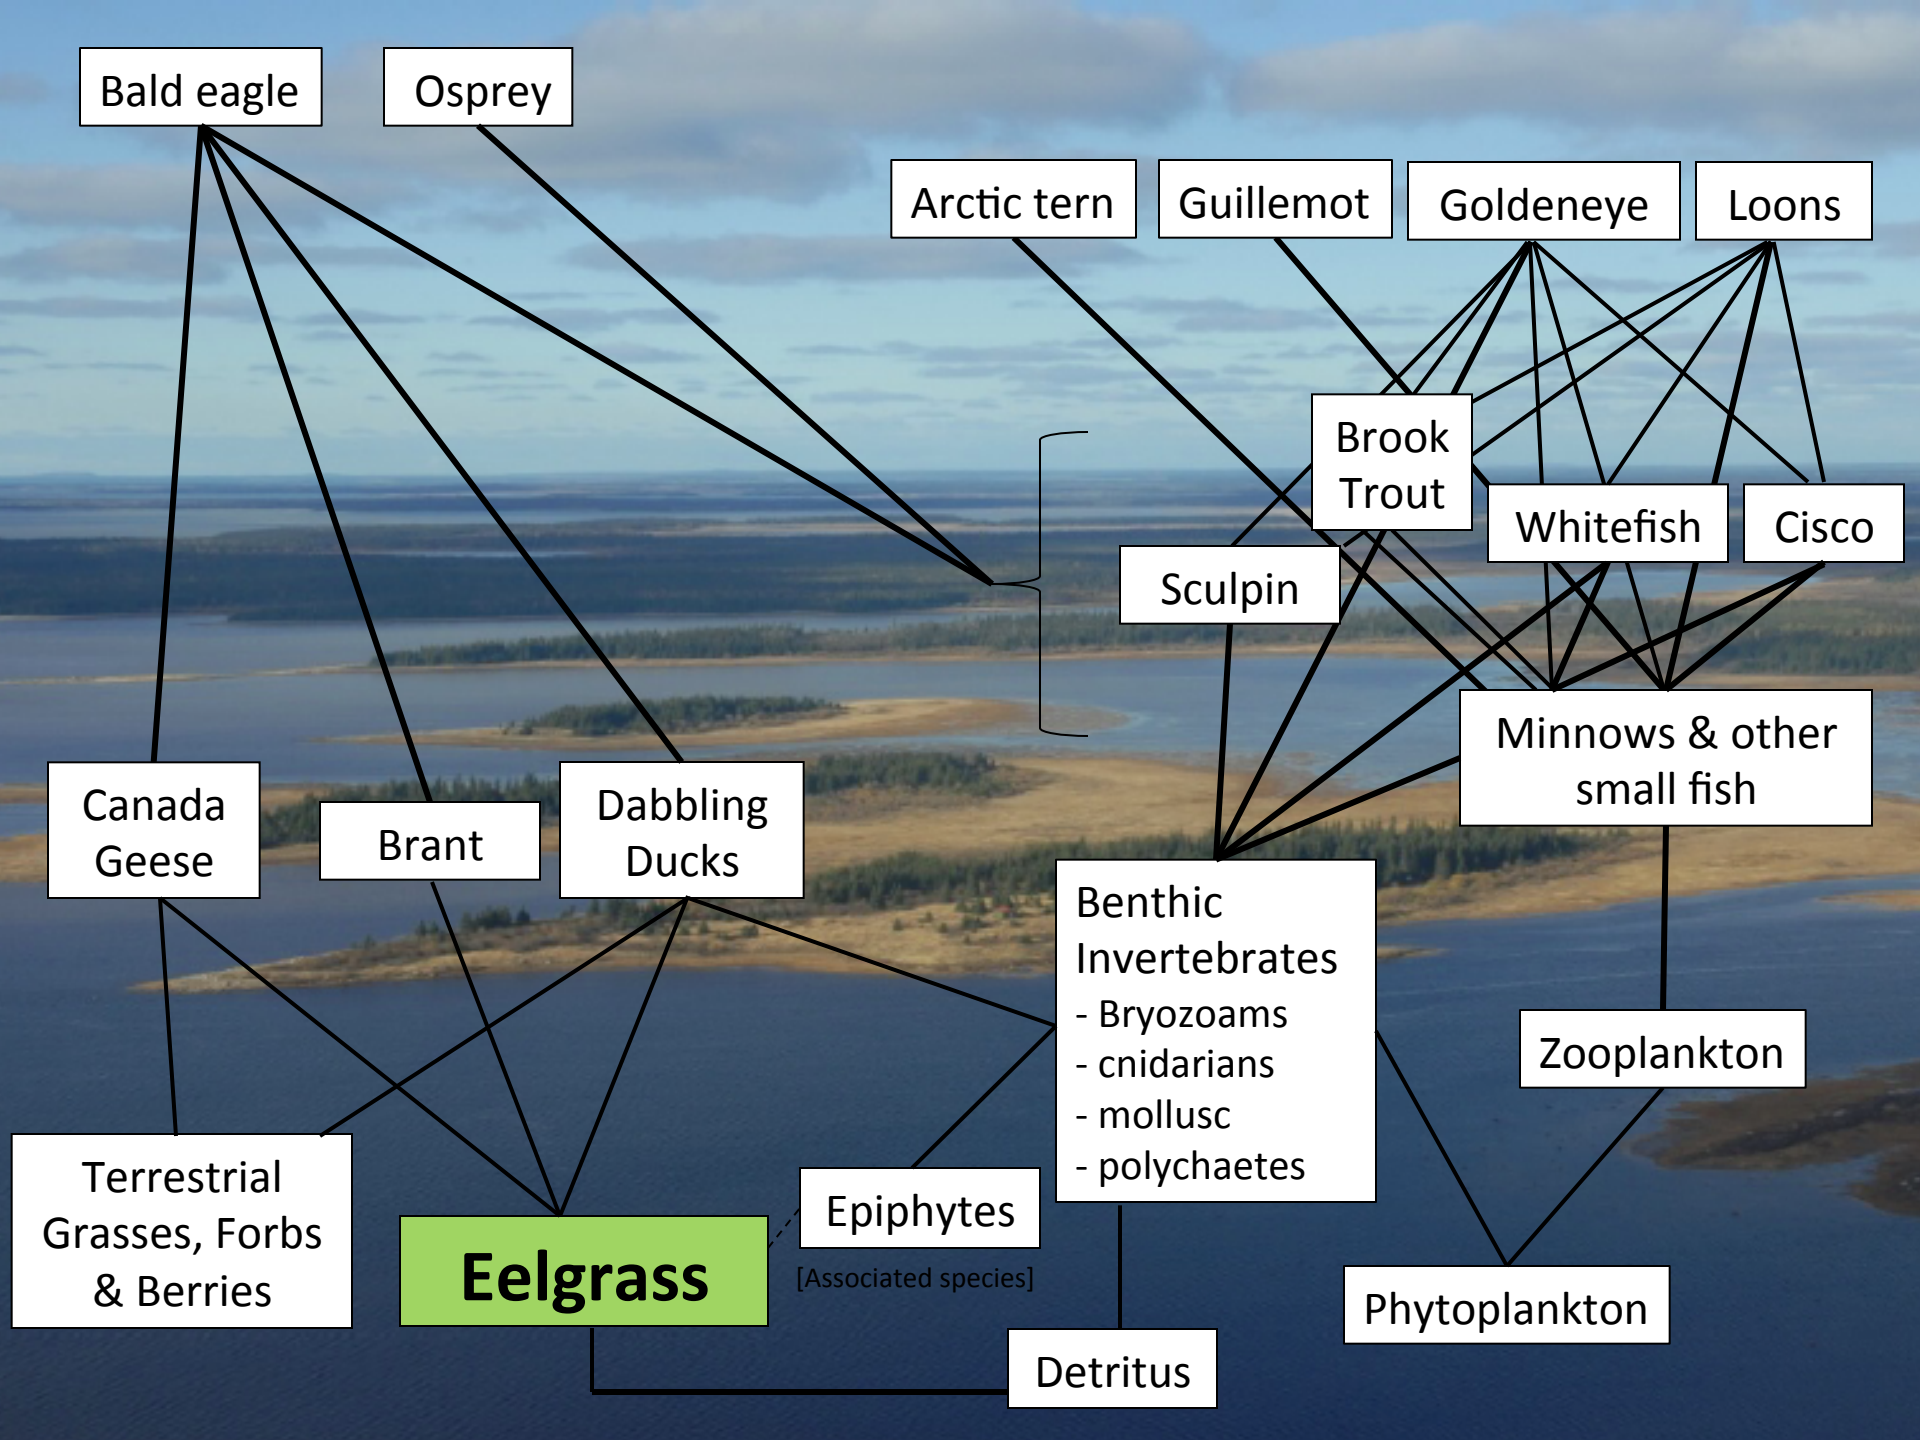 Bald eagle
Osprey
Arctic tern
Guillemot
Goldeneye
Loons
Brook
Trout
Whitefish
Cisco
Sculpin
Minnows & other
small fish
Canada
Geese
Brant
Dabbling
Ducks
Benthic
Invertebrates
- Bryozoams
- cnidarians
- mollusc
- polychaetes
Zooplankton
Terrestrial
Grasses, Forbs
& Berries
Eelgrass
Epiphytes
[Associated species]
Phytoplankton
Detritus